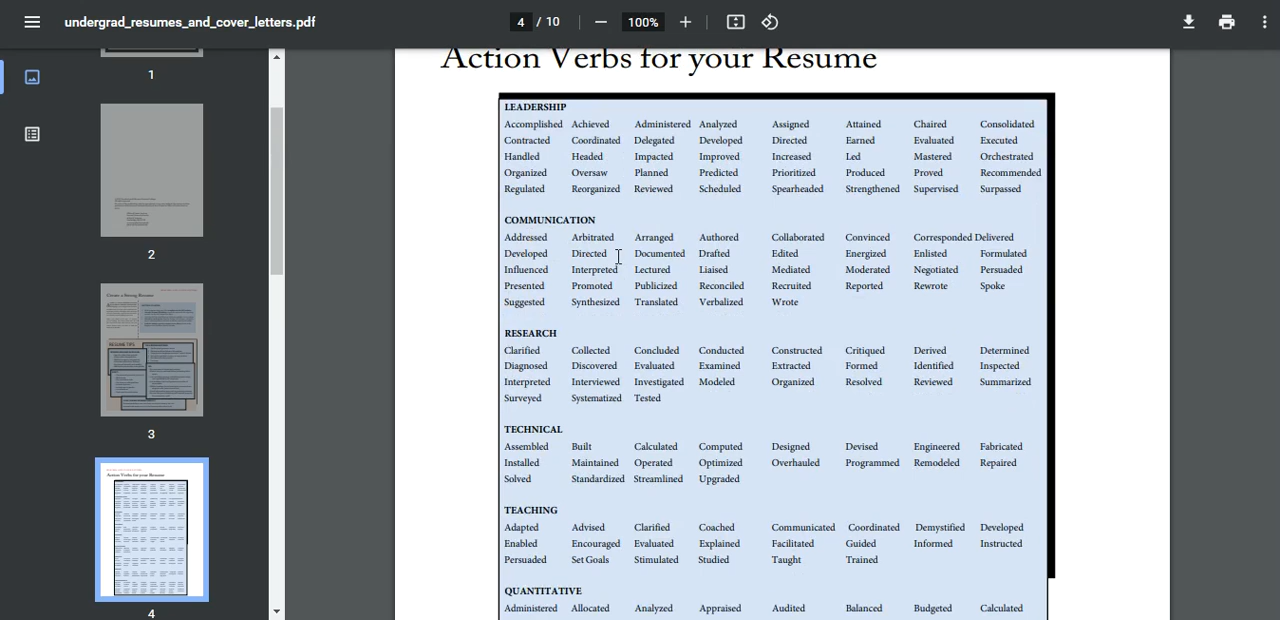 undergrad_resumes_and_cover_letters.pdf
4 / 10
100%
1
2
3
4
Action Verbs for your Resume
LEADERSHIP
Accomplished Achieved Administered Analyzed Assigned Attained Chaired Consolidated
Contracted Coordinated Delegated Developed Directed Earned Evaluated Executed
Handled Headed Impacted Improved Increased Led Mastered Orchestrated
Organized Oversaw Planned Predicted Prioritized Produced Proved Recommended
Regulated Reorganized Reviewed Scheduled Spearheaded Strengthened Supervised Surpassed
COMMUNICATION
Addressed Arbitrated Arranged Authored Collaborated Convinced Corresponded Delivered
Developed Directed Documented Drafted Edited Energized Enlisted Formulated
Influenced Interpreted Lectured Liaised Mediated Moderated Negotiated Persuaded
Presented Promoted Publicized Reconciled Recruited Reported Rewrote Spoke
Suggested Synthesized Translated Verbalized Wrote
RESEARCH
Clarified Collected Concluded Conducted Constructed Critiqued Derived Determined
Diagnosed Discovered Evaluated Examined Extracted Formed Identified Inspected
Interpreted Interviewed Investigated Modeled Organized Resolved Reviewed Summarized
Surveyed Systematized Tested
TECHNICAL
Assembled Built Calculated Computed Designed Devised Engineered Fabricated
Installed Maintained Operated Optimized Overhauled Programmed Remodeled Repaired
Solved Standardized Streamlined Upgraded
TEACHING
Adapted Advised Clarified Coached Communicated Coordinated Demystified Developed
Enabled Encouraged Evaluated Explained Facilitated Guided Informed Instructed
Persuaded Set Goals Stimulated Studied Taught Trained
QUANTITATIVE
Administered Allocated Analyzed Appraised Audited Balanced Budgeted Calculated